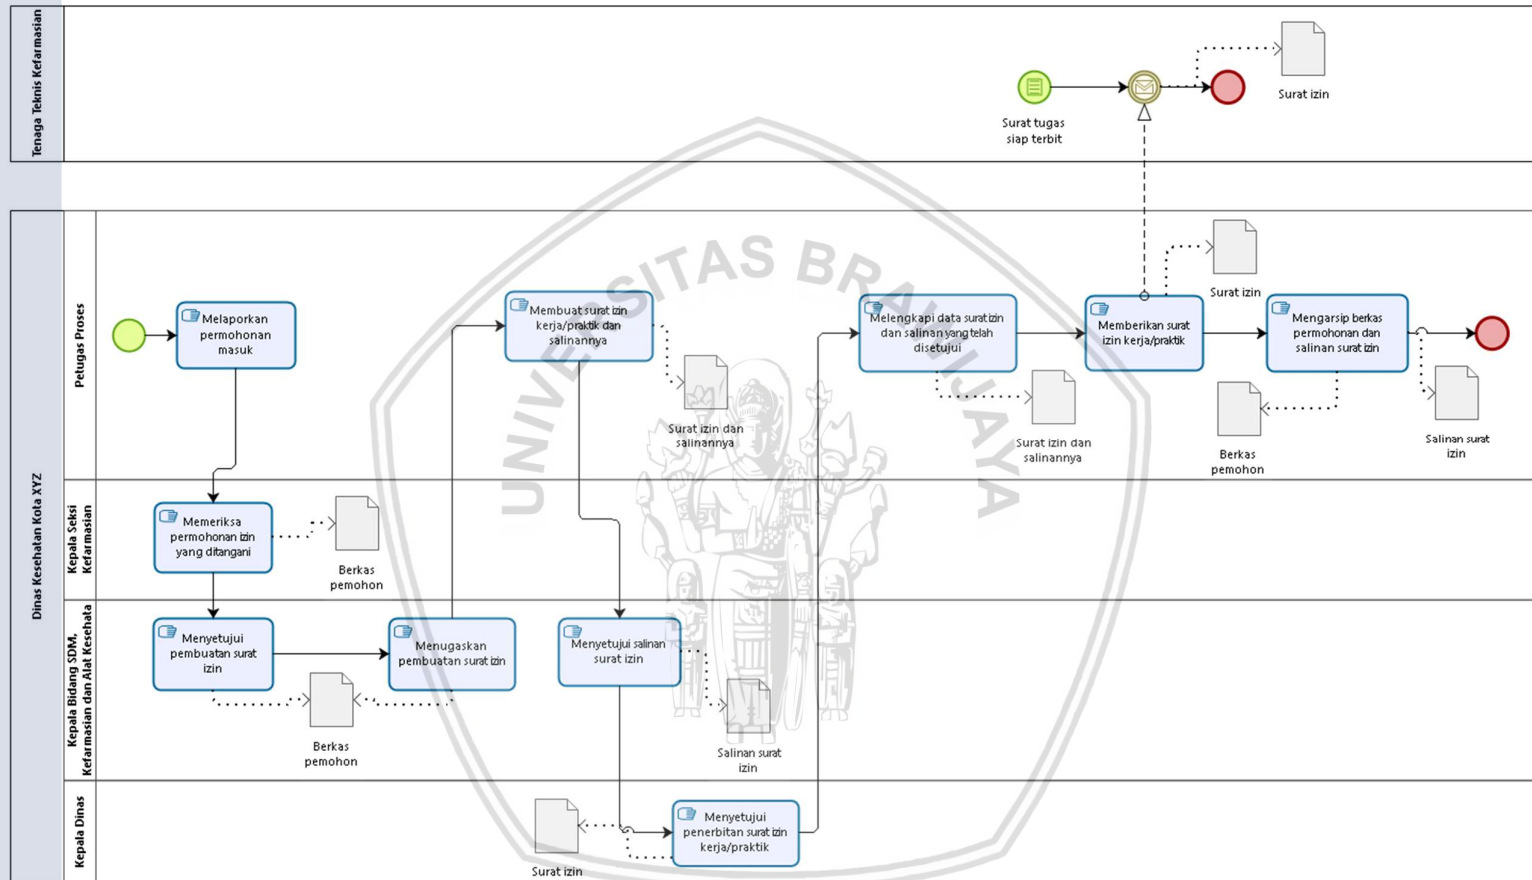 Tenaga Teknis Kefarmasian
Surat tugas
siap terbit
Surat izin
Dinas Kesehatan Kota XYZ
Petugas Proses
Melaporkan
permohonan
masuk
Membuat surat izin
kerja/praktik dan
salinannya
Surat izin dan
salinannya
Melengkapi data surat izin
dan salinan yang telah
disetujui
Surat izin dan
salinannya
Memberikan surat
izin kerja/praktik
Surat izin
Mengarsip berkas
permohonan dan
salinan surat izin
Berkas
pemohon
Salinan surat
izin
Kepala Seksi
Kefarmasian
Memeriksa
permohonan izin
yang ditangani
Berkas
pemohon
Kepala Bidang SDM,
Kefarmasian dan Alat Kesehata
Menyetujui
pembuatan surat
izin
Menugaskan
pembuatan surat izin
Berkas
pemohon
Menyetujui salinan
surat izin
Salinan surat
izin
Kepala Dinas
Surat izin
Menyetujui
penerbitan surat izin
kerja/praktik
UNIVERSITAS BRAWIJAYA